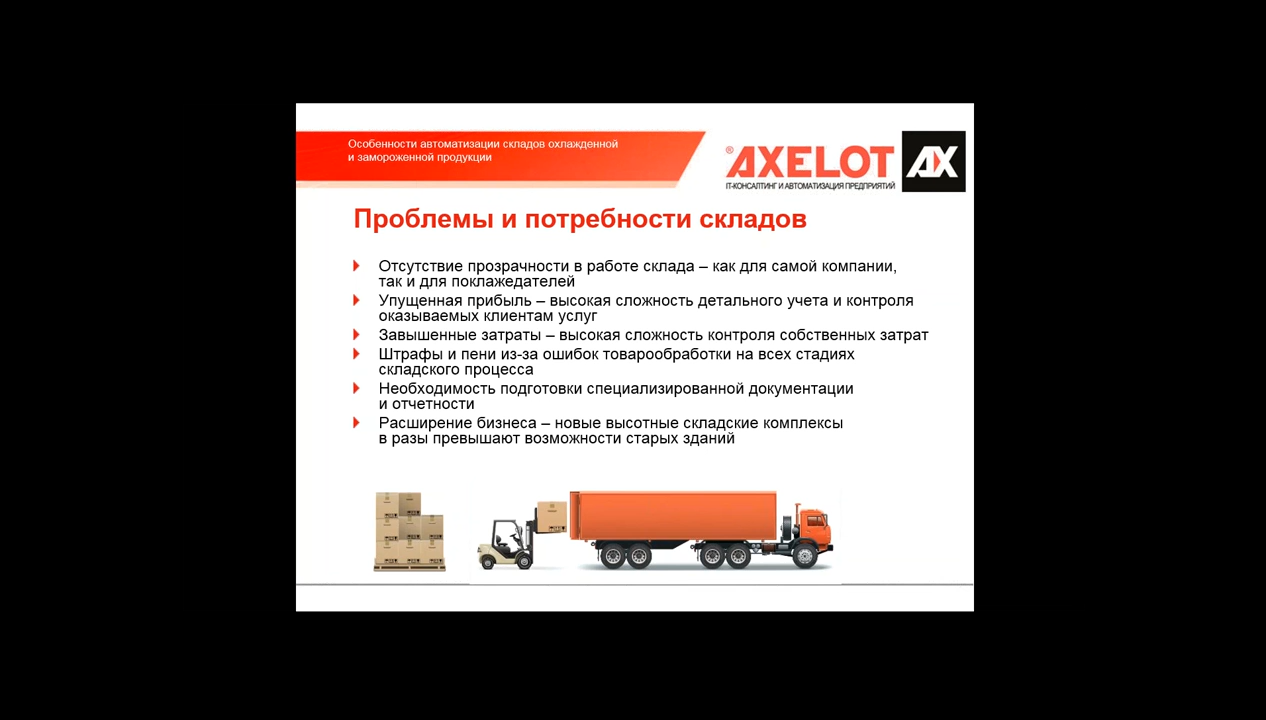 Особенности автоматизации складов охлажденной
и замороженной продукции
® AXELOT AX
IT-КОНСАЛТИНГ И АВТОМАТИЗАЦИЯ ПРЕДПРИЯТИЙ
Проблемы и потребности складов
Отсутствие прозрачности в работе склада – как для самой компании,
так и для поклажедателей
Упущенная прибыль – высокая сложность детального учета и контроля
оказываемых клиентам услуг
Завышенные затраты – высокая сложность контроля собственных затрат
Штрафы и пени из-за ошибок товарообработки на всех стадиях
складского процесса
Необходимость подготовки специализированной документации
и отчетности
Расширение бизнеса – новые высотные складские комплексы
в разы превышают возможности старых зданий